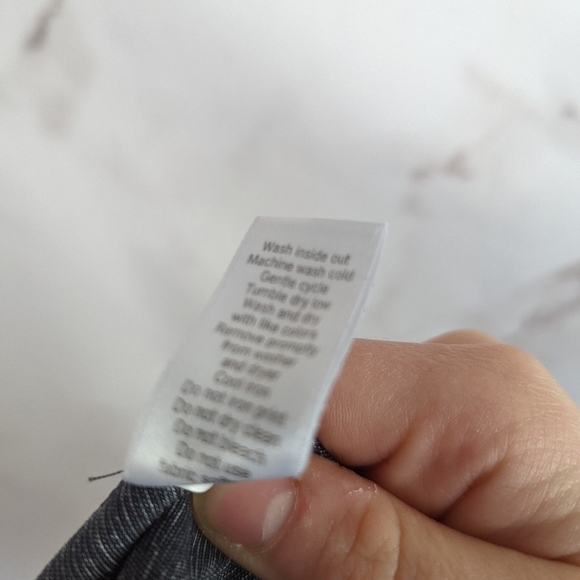 Wash inside out
Machine wash cold
Gentle cycle
Tumble dry low
Wash and dry
with like colors
Remove promptly
from washer
and dryer
Cool iron
Do not iron print
Do not dry clean
Do not bleach
Do not use
fabric